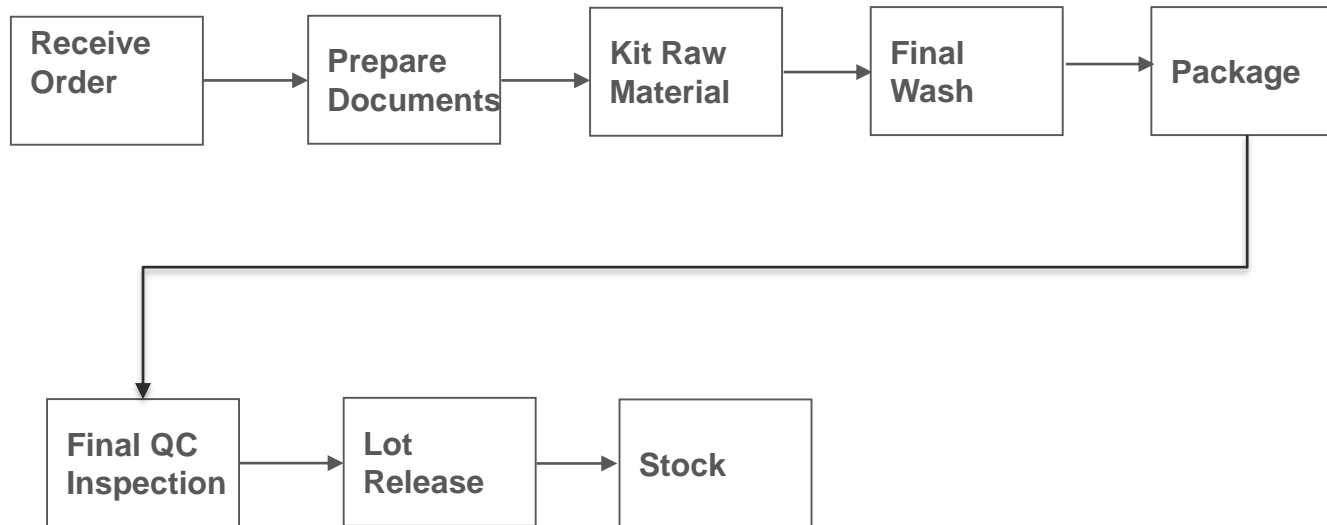 Receive
Order
Prepare
Documents
Kit Raw
Material
Final
Wash
Package
Final QC
Inspection
Lot
Release
Stock